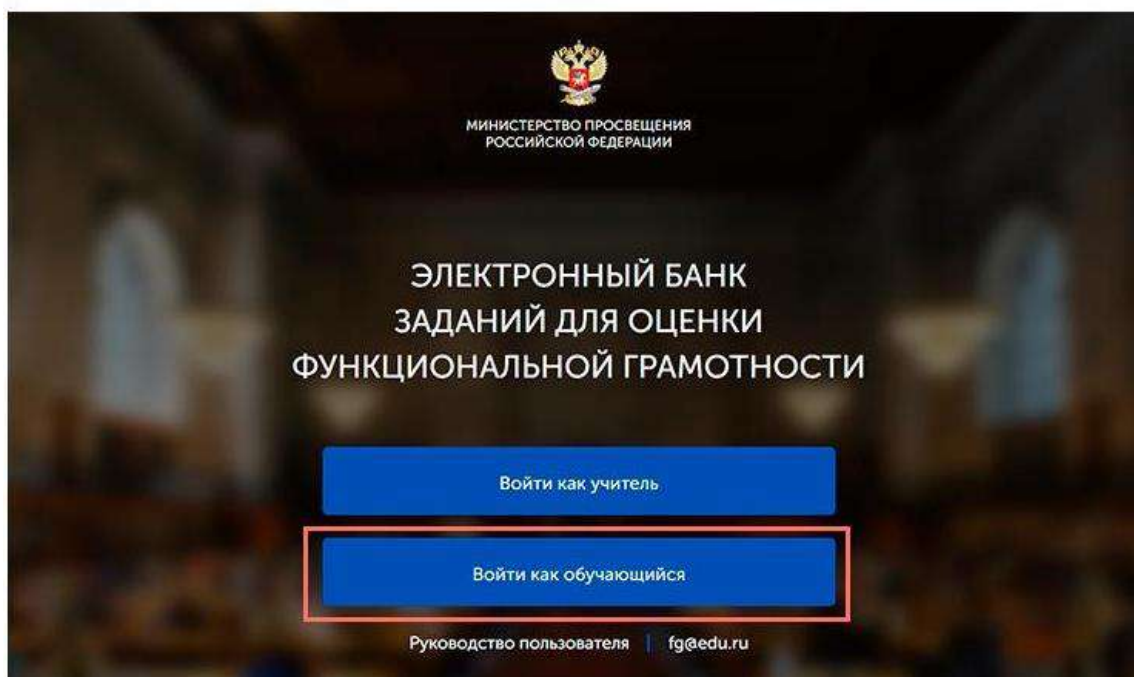 МИНИСТЕРСТВО ПРОСВЕЩЕНИЯ
РОССИЙСКОЙ ФЕДЕРАЦИИ
ЭЛЕКТРОННЫЙ БАНК
ЗАДАНИЙ ДЛЯ ОЦЕНКИ
ФУНКЦИОНАЛЬНОЙ ГРАМОТНОСТИ
Войти как учитель
Войти как обучающийся
Руководство пользователя | fg@edu.ru